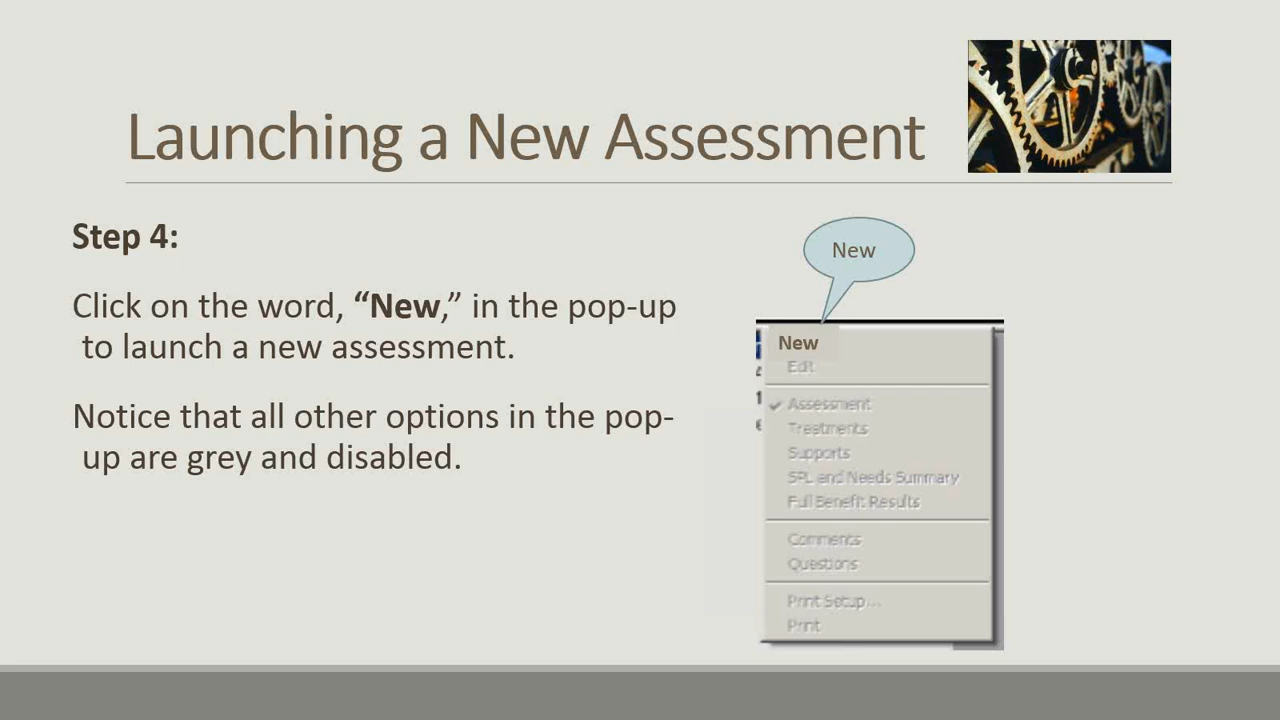 Launching a New Assessment
Step 4:
Click on the word, “New,” in the pop-up
to launch a new assessment.
Notice that all other options in the pop-
up are grey and disabled.
New
New
Edit
Assessment
Treatments
Supports
SPL and Needs Summary
Full Benefit Results
Comments
Questions
Print Setup...
Print